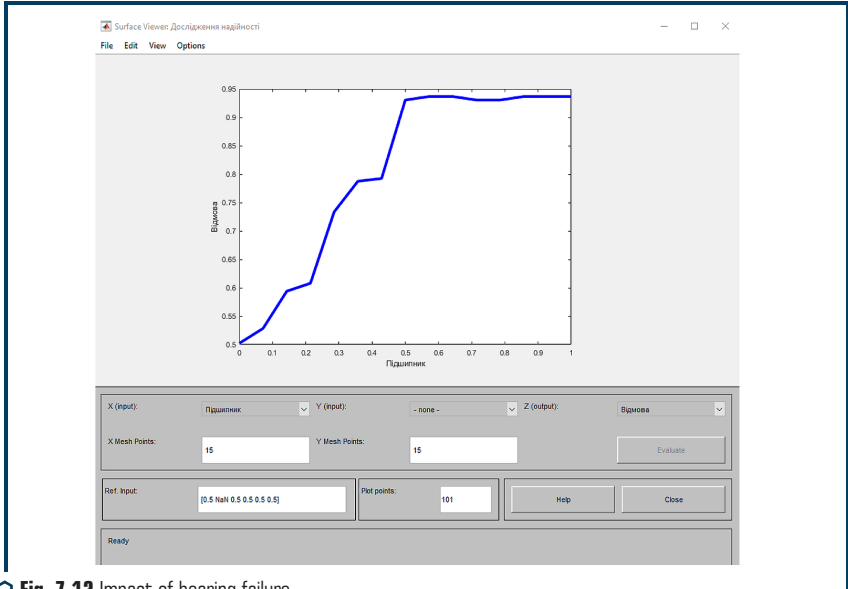 Surface Viewer: Дослідження надійності
File Edit View Options
0.95
0.9
0.85
0.8
0.75
0.7
0.65
0.6
0.55
0.5
Відмова
0 0.1 0.2 0.3 0.4 0.5 0.6 0.7 0.8 0.9 1
Підшипник
X (input): Підшипник Y (input): - none - Z (output): Відмова
X Mesh Points: 15 Y Mesh Points: 15 Evaluate
Ref. Input: [0.5 NaN 0.5 0.5 0.5 0.5] Plot points: 101 Help Close
Ready
Fig. 7.12 Impact of bearing failure